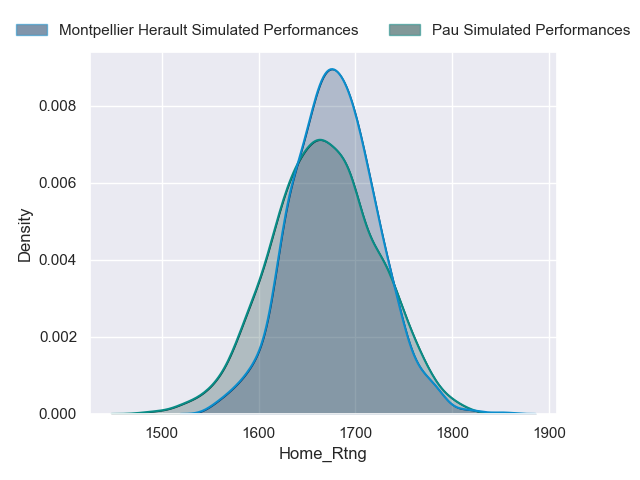 Montpellier Herault Simulated Performances
Pau Simulated Performances
Density
0.008
0.006
0.004
0.002
0.000
1500
1600
1700
1800
1900
Home_Rtng